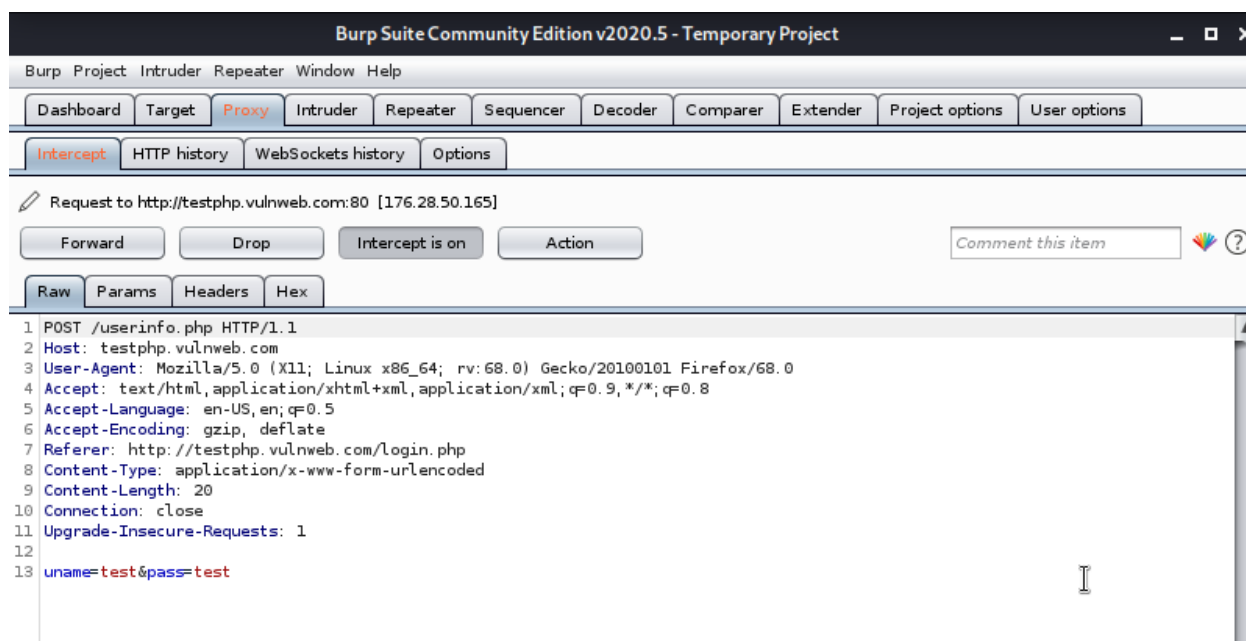 Burp Suite Community Edition v2020.5 - Temporary Project
Burp Project Intruder Repeater Window Help
Dashboard Target Proxy Intruder Repeater Sequencer Decoder Comparer Extender Project options User options
Intercept HTTP history WebSockets history Options
Request to http://testphp.vulnweb.com:80 [176.28.50.165]
Forward Drop Intercept is on Action Comment this item ?
Raw Params Headers Hex
1 POST /userinfo.php HTTP/1.1
2 Host: testphp.vulnweb.com
3 User-Agent: Mozilla/5.0 (X11; Linux x86_64; rv:68.0) Gecko/20100101 Firefox/68.0
4 Accept: text/html,application/xhtml+xml,application/xml;q=0.9,*/*;q=0.8
5 Accept-Language: en-US,en;q=0.5
6 Accept-Encoding: gzip, deflate
7 Referer: http://testphp.vulnweb.com/login.php
8 Content-Type: application/x-www-form-urlencoded
9 Content-Length: 20
10 Connection: close
11 Upgrade-Insecure-Requests: 1
12
13 uname=test&pass=test